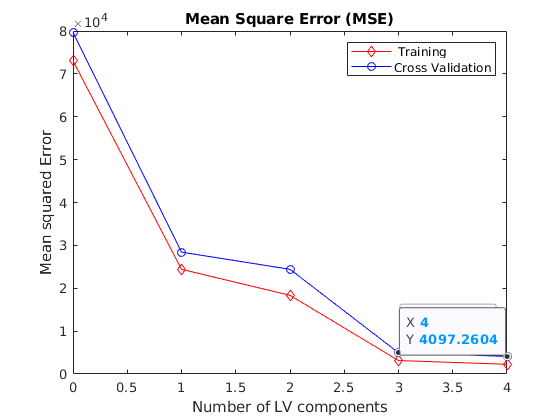 Mean Square Error (MSE)
×10⁴
8
7
6
5
4
3
2
1
0
Mean squared Error
Training
Cross Validation
X 4
Y 4097.2604
0 0.5 1 1.5 2 2.5 3 3.5 4
Number of LV components